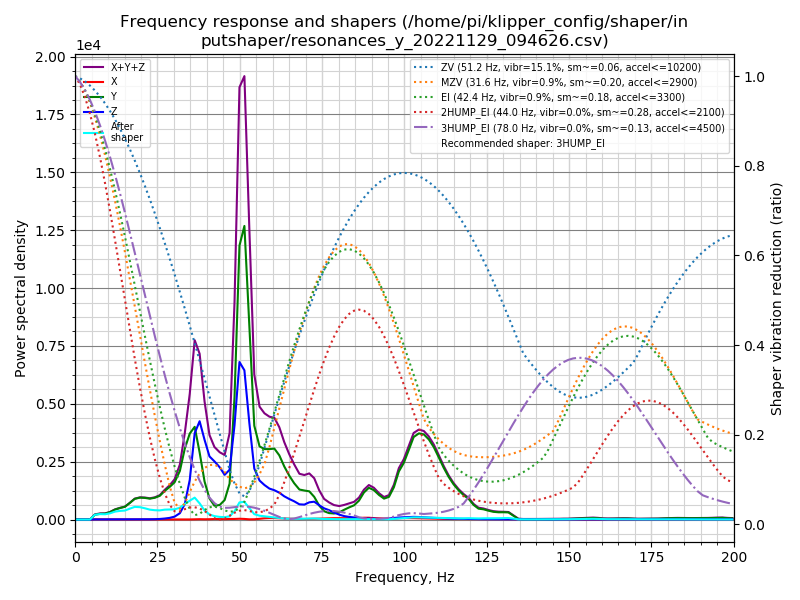 Frequency response and shapers (/home/pi/klipper_config/shaper/in
putshaper/resonances_y_20221129_094626.csv)
1e4
X+Y+Z
X
Y
Z
After
shaper
ZV (51.2 Hz, vibr=15.1%, sm~=0.06, accel<=10200)
MZV (31.6 Hz, vibr=0.9%, sm~=0.20, accel<=2900)
EI (42.4 Hz, vibr=0.9%, sm~=0.18, accel<=3300)
2HUMP_EI (44.0 Hz, vibr=0.0%, sm~=0.28, accel<=2100)
3HUMP_EI (78.0 Hz, vibr=0.0%, sm~=0.13, accel<=4500)
Recommended shaper: 3HUMP_EI
Power spectral density
2.00
1.75
1.50
1.25
1.00
0.75
0.50
0.25
0.00
0
25
50
75
100
125
150
175
200
Frequency, Hz
1.0
0.8
0.6
0.4
0.2
0.0
Shaper vibration reduction (ratio)